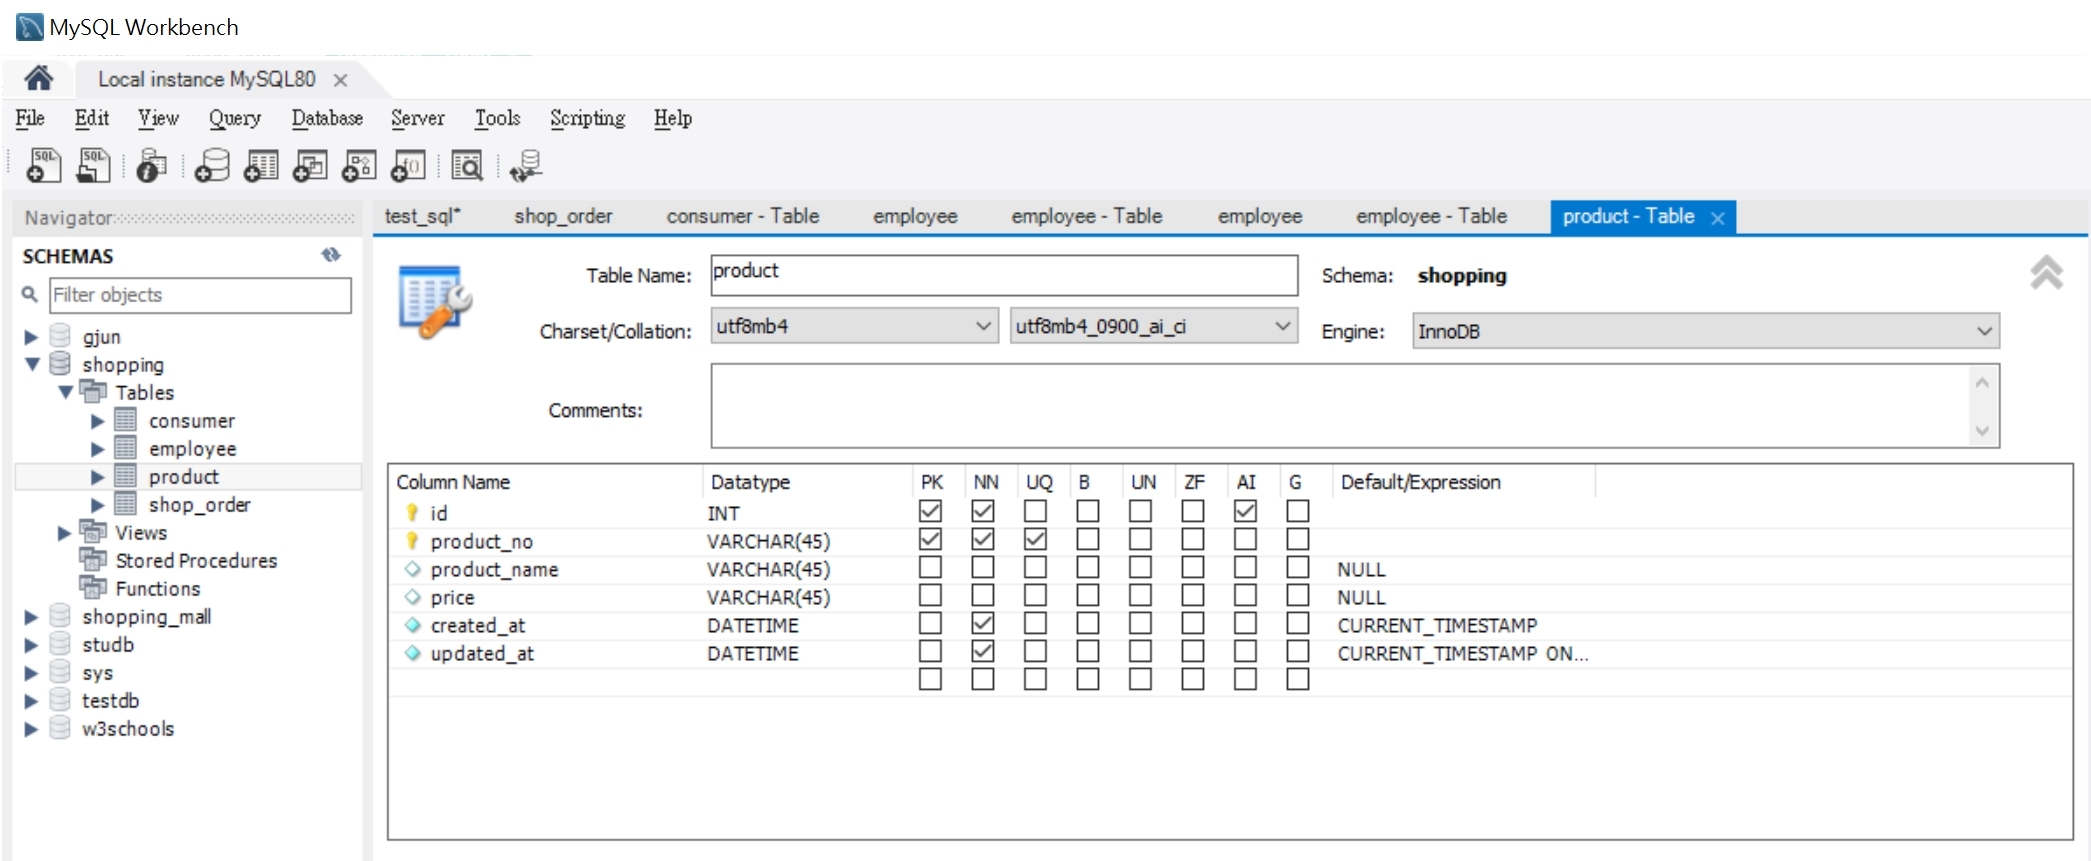 MySQL Workbench
Local instance MySQL80
File Edit View Query Database Server Tools Scripting Help
Navigator
SCHEMAS
Filter objects
gjun
shopping
Tables
consumer
employee
product
shop_order
Views
Stored Procedures
Functions
shopping_mall
studb
sys
testdb
w3schools
test_sql* shop_order consumer - Table employee employee - Table employee employee - Table product - Table
Table Name: product Schema: shopping
Charset/Collation: utf8mb4 utf8mb4_0900_ai_ci Engine: InnoDB
Comments:
Column Name Datatype PK NN UQ B UN ZF AI G Default/Expression
id INT
product_no VARCHAR(45)
product_name VARCHAR(45) NULL
price VARCHAR(45) NULL
created_at DATETIME CURRENT_TIMESTAMP
updated_at DATETIME CURRENT_TIMESTAMP ON...